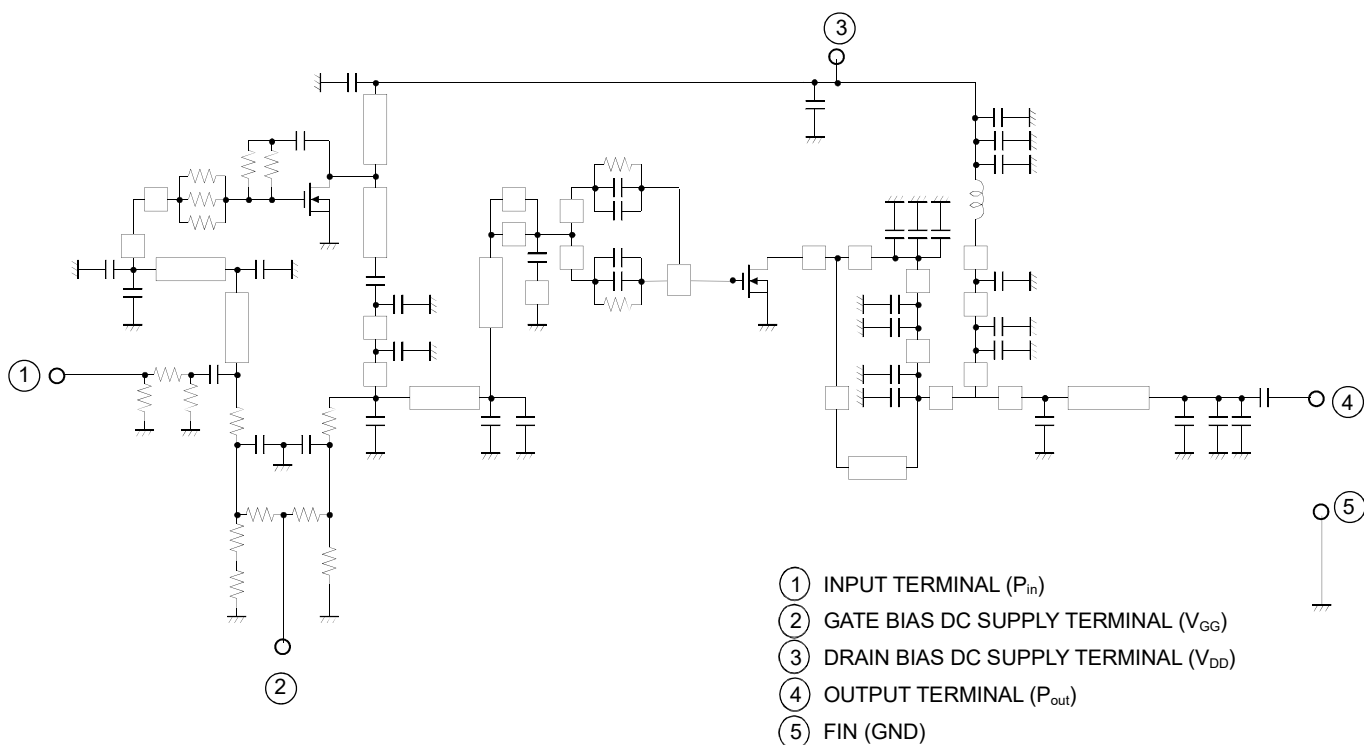 3
1
4
5
2
1 INPUT TERMINAL (Pin)
2 GATE BIAS DC SUPPLY TERMINAL (VGG)
3 DRAIN BIAS DC SUPPLY TERMINAL (VDD)
4 OUTPUT TERMINAL (Pout)
5 FIN (GND)